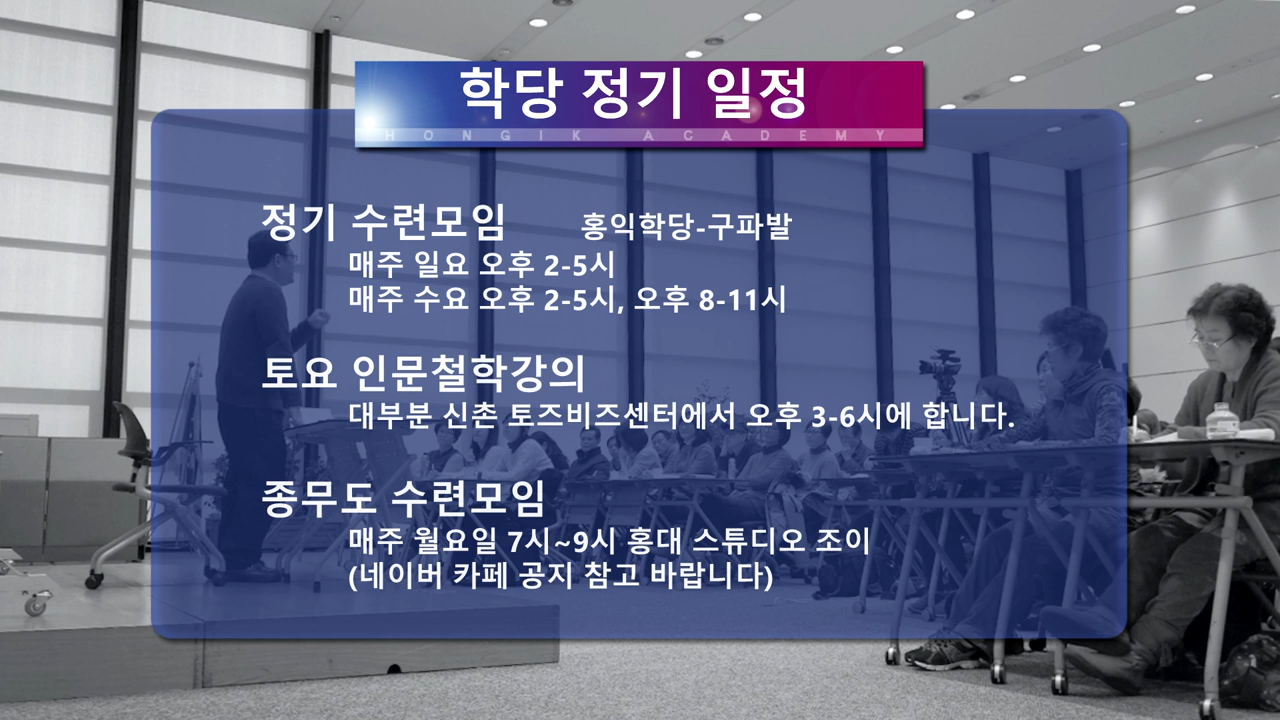 학당 정기 일정
HONGIK ACADEMY
정기 수련모임 홍익학당-구파발
매주 일요 오후 2-5시
매주 수요 오후 2-5시, 오후 8-11시
토요 인문철학강의
대부분 신촌 토즈비즈센터에서 오후 3-6시에 합니다.
종무도 수련모임
매주 월요일 7시~9시 홍대 스튜디오 조이
(네이버 카페 공지 참고 바랍니다)